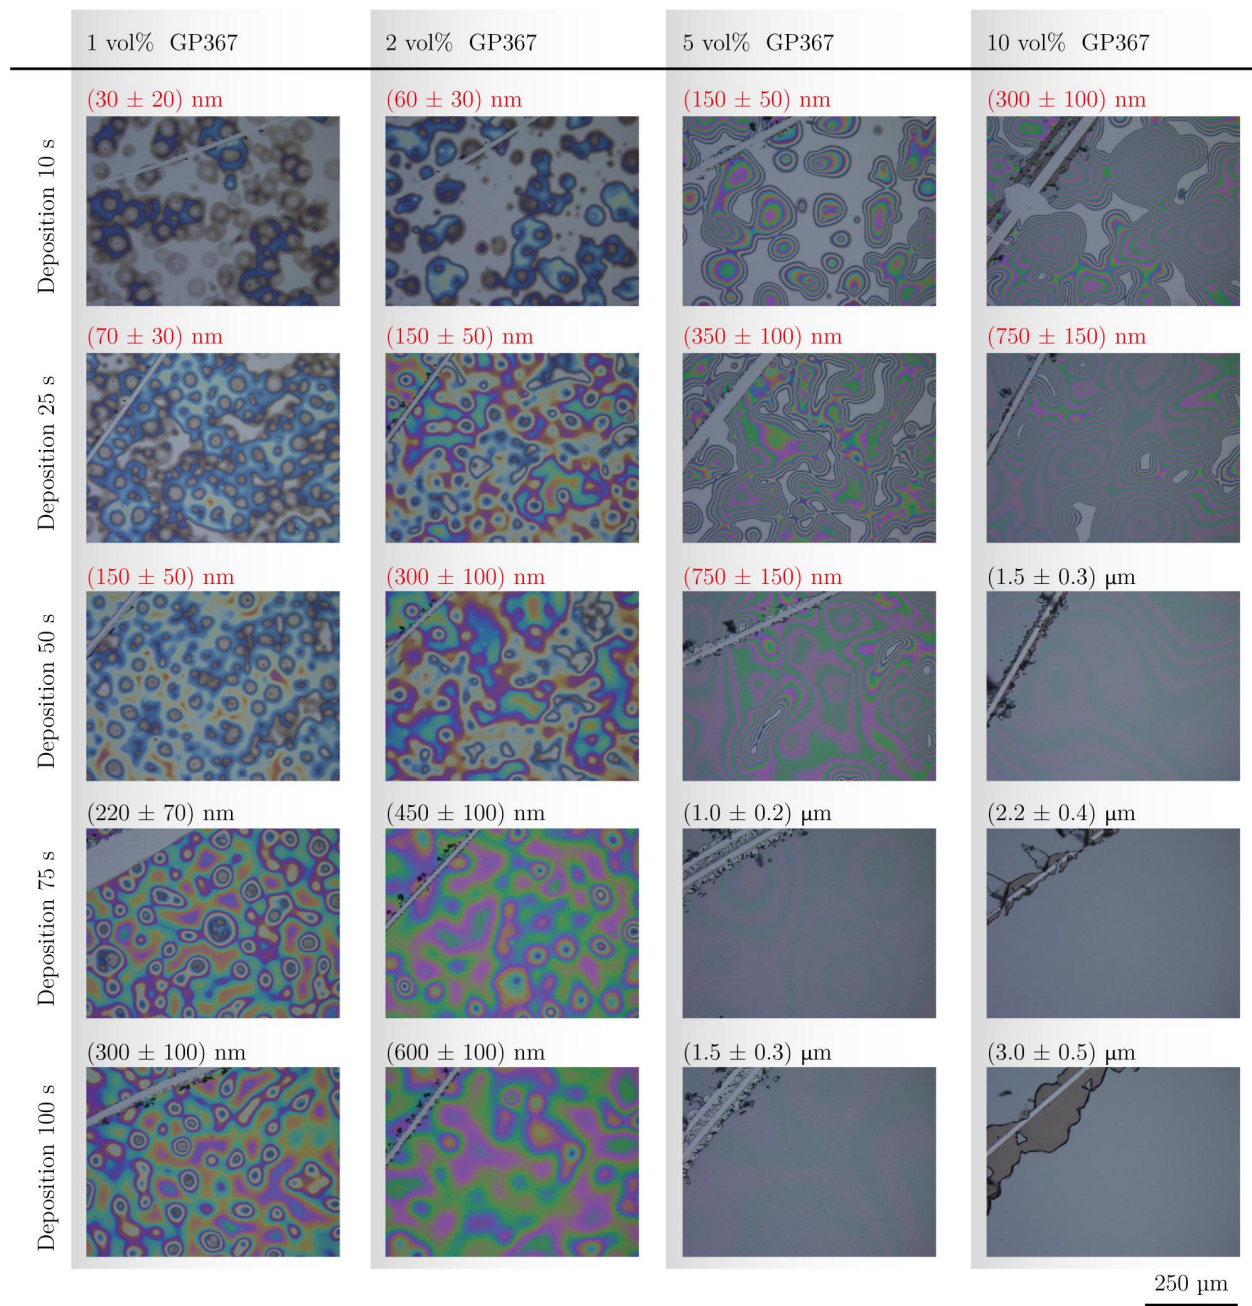 1 vol% GP367 2 vol% GP367 5 vol% GP367 10 vol% GP367
Deposition 10 s
(30 ± 20) nm (60 ± 30) nm (150 ± 50) nm (300 ± 100) nm
Deposition 25 s
(70 ± 30) nm (150 ± 50) nm (350 ± 100) nm (750 ± 150) nm
Deposition 50 s
(150 ± 50) nm (300 ± 100) nm (750 ± 150) nm (1.5 ± 0.3) µm
Deposition 75 s
(220 ± 70) nm (450 ± 100) nm (1.0 ± 0.2) µm (2.2 ± 0.4) µm
Deposition 100 s
(300 ± 100) nm (600 ± 100) nm (1.5 ± 0.3) µm (3.0 ± 0.5) µm
250 µm